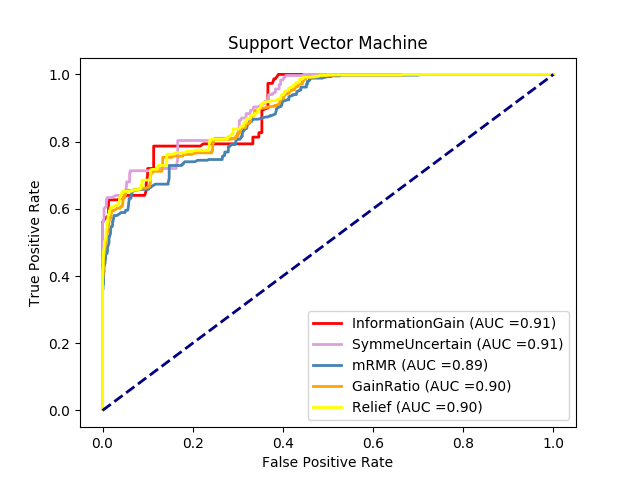 Support Vector Machine
True Positive Rate
1.0
0.8
0.6
0.4
0.2
0.0
InformationGain (AUC =0.91)
SymmeUncertain (AUC =0.91)
mRMR (AUC =0.89)
GainRatio (AUC =0.90)
Relief (AUC =0.90)
0.0 0.2 0.4 0.6 0.8 1.0
False Positive Rate